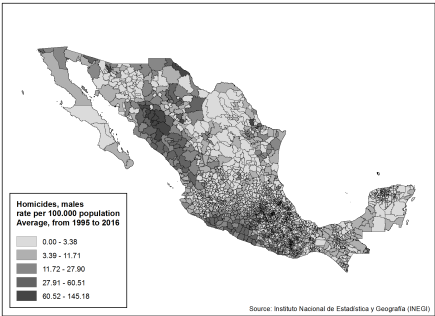 Homicides, males
rate per 100.000 population
Average, from 1995 to 2016
0.00 - 3.38
3.39 - 11.71
11.72 - 27.90
27.91 - 60.51
60.52 - 145.18
Source: Instituto Nacional de Estadística y Geografía (INEGI)